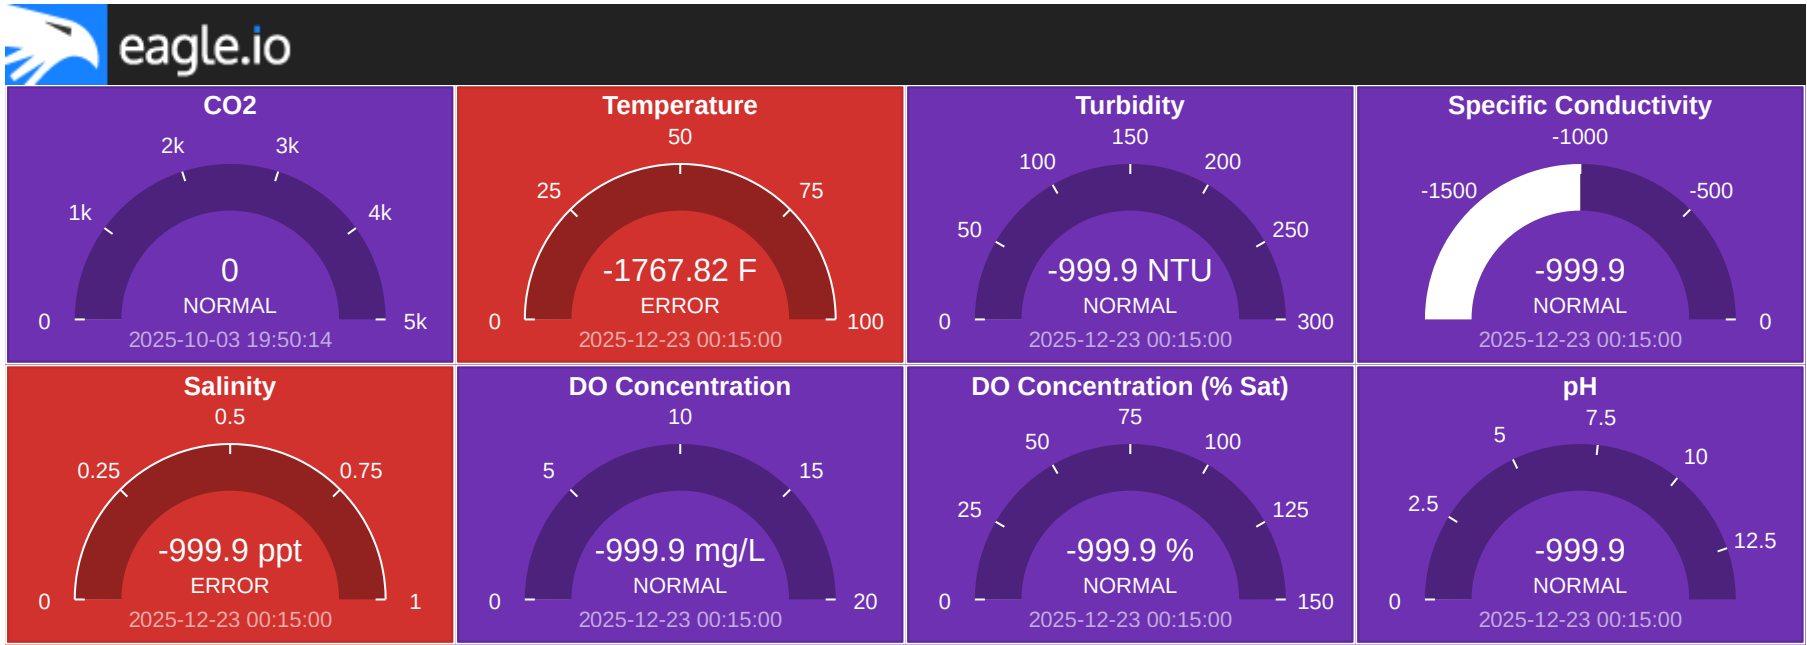 eagle.io
CO2
2k
3k
1k
4k
0
NORMAL
0
5k
2025-10-03 19:50:14
Temperature
50
25
75
-1767.82 F
ERROR
0
100
2025-12-23 00:15:00
Turbidity
150
100
200
50
250
-999.9 NTU
NORMAL
0
300
2025-12-23 00:15:00
Specific Conductivity
-1000
-1500
-500
-999.9
NORMAL
0
2025-12-23 00:15:00
Salinity
0.5
0.25
0.75
-999.9 ppt
ERROR
0
1
2025-12-23 00:15:00
DO Concentration
10
5
15
-999.9 mg/L
NORMAL
0
20
2025-12-23 00:15:00
DO Concentration (% Sat)
75
50
100
25
125
-999.9 %
NORMAL
0
150
2025-12-23 00:15:00
pH
7.5
5
10
2.5
12.5
-999.9
NORMAL
0
2025-12-23 00:15:00